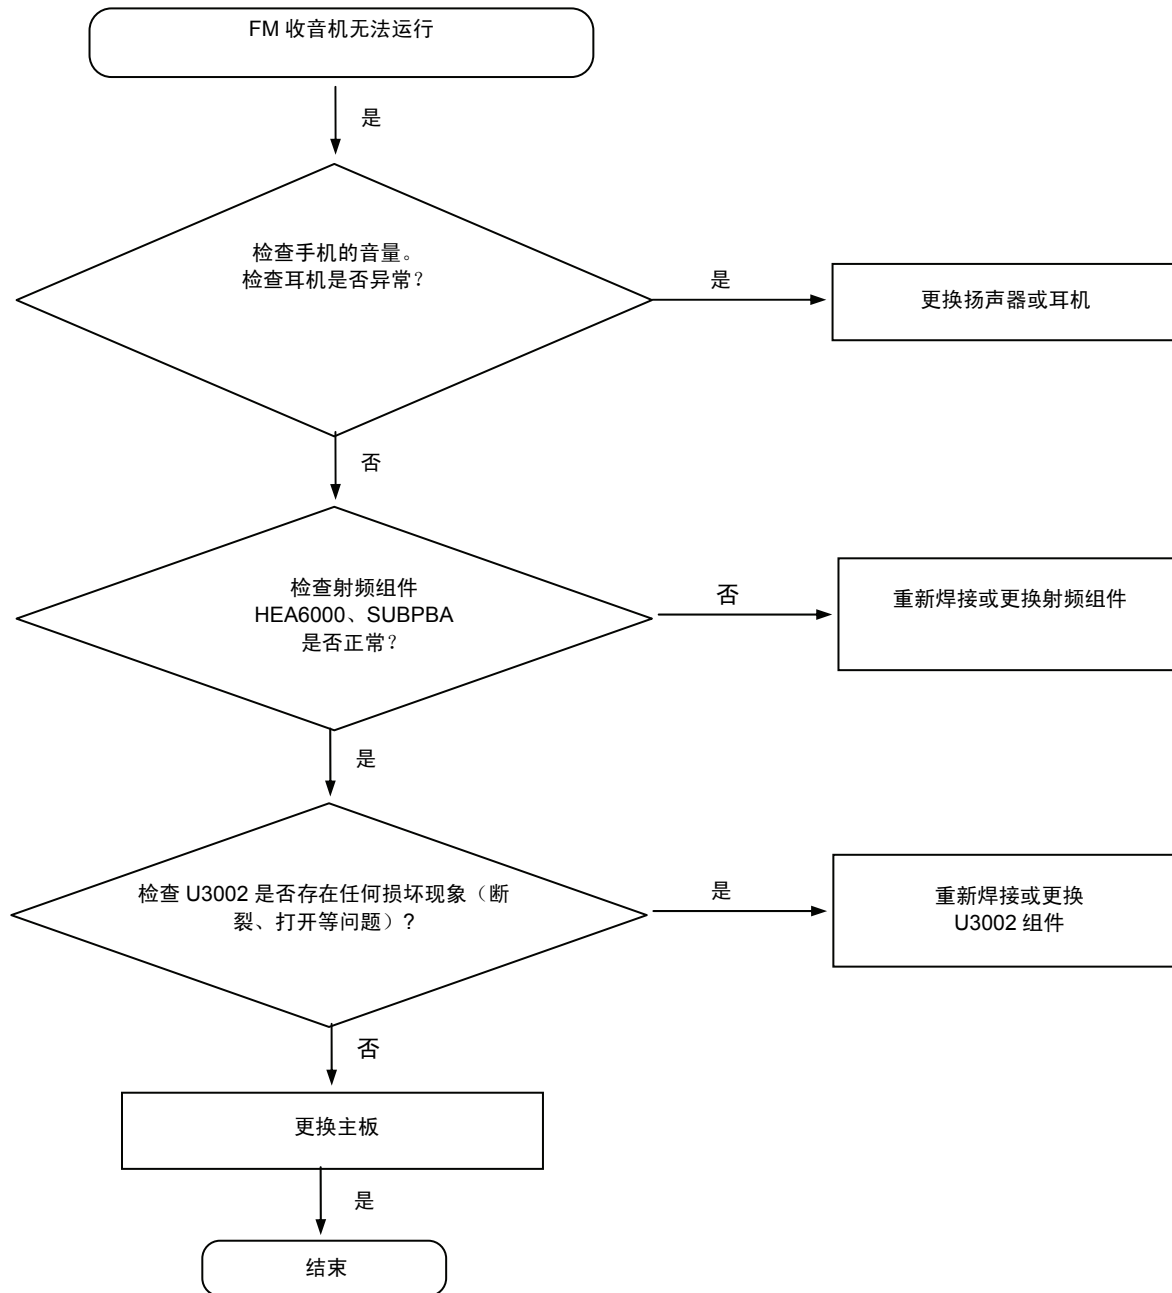 FM 收音机无法运行
是
检查手机的音量。
检查耳机是否异常?
是
更换扬声器或耳机
否
检查射频组件
HEA6000、SUBPBA
是否正常?
否
重新焊接或更换射频组件
是
检查 U3002 是否存在任何损坏现象（断
裂、打开等问题）?
是
重新焊接或更换
U3002 组件
否
更换主板
是
结束